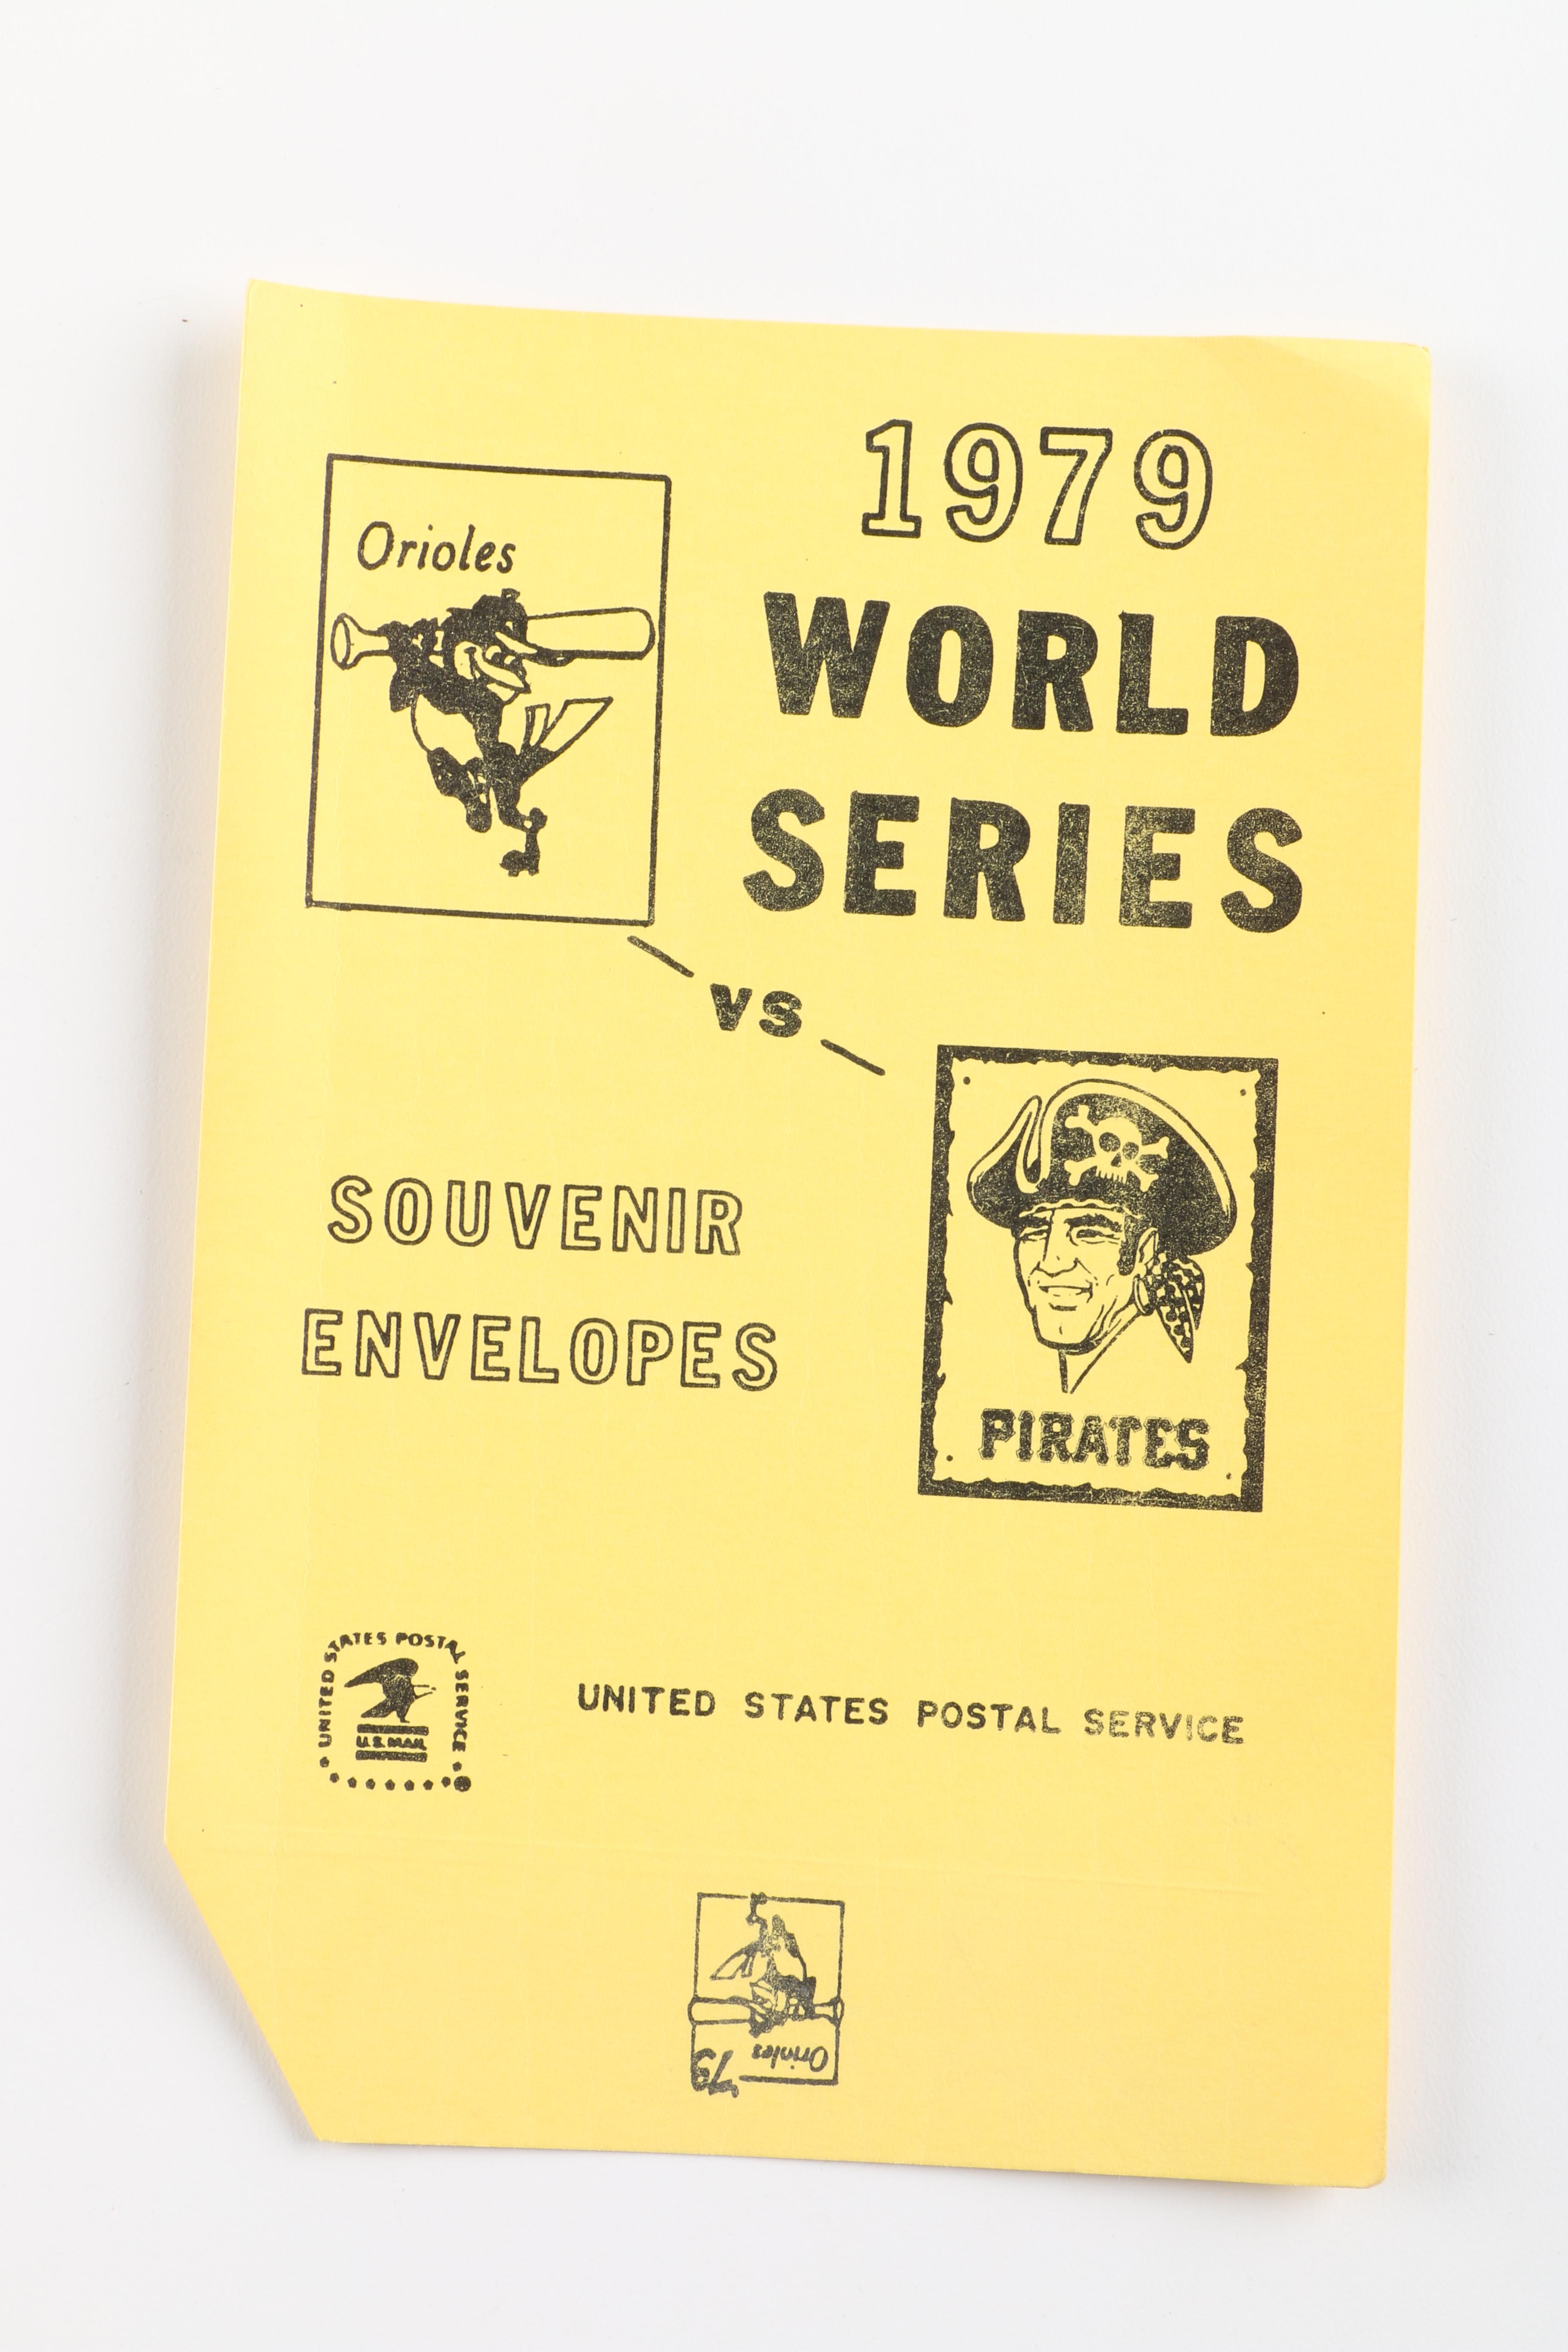 1979
WORLD
SERIES
Orioles
vs
PIRATES
SOUVENIR
ENVELOPES
UNITED STATES POSTAL SERVICE
U.S. MAIL
UNITED STATES POSTAL SERVICE
Orioles
'79